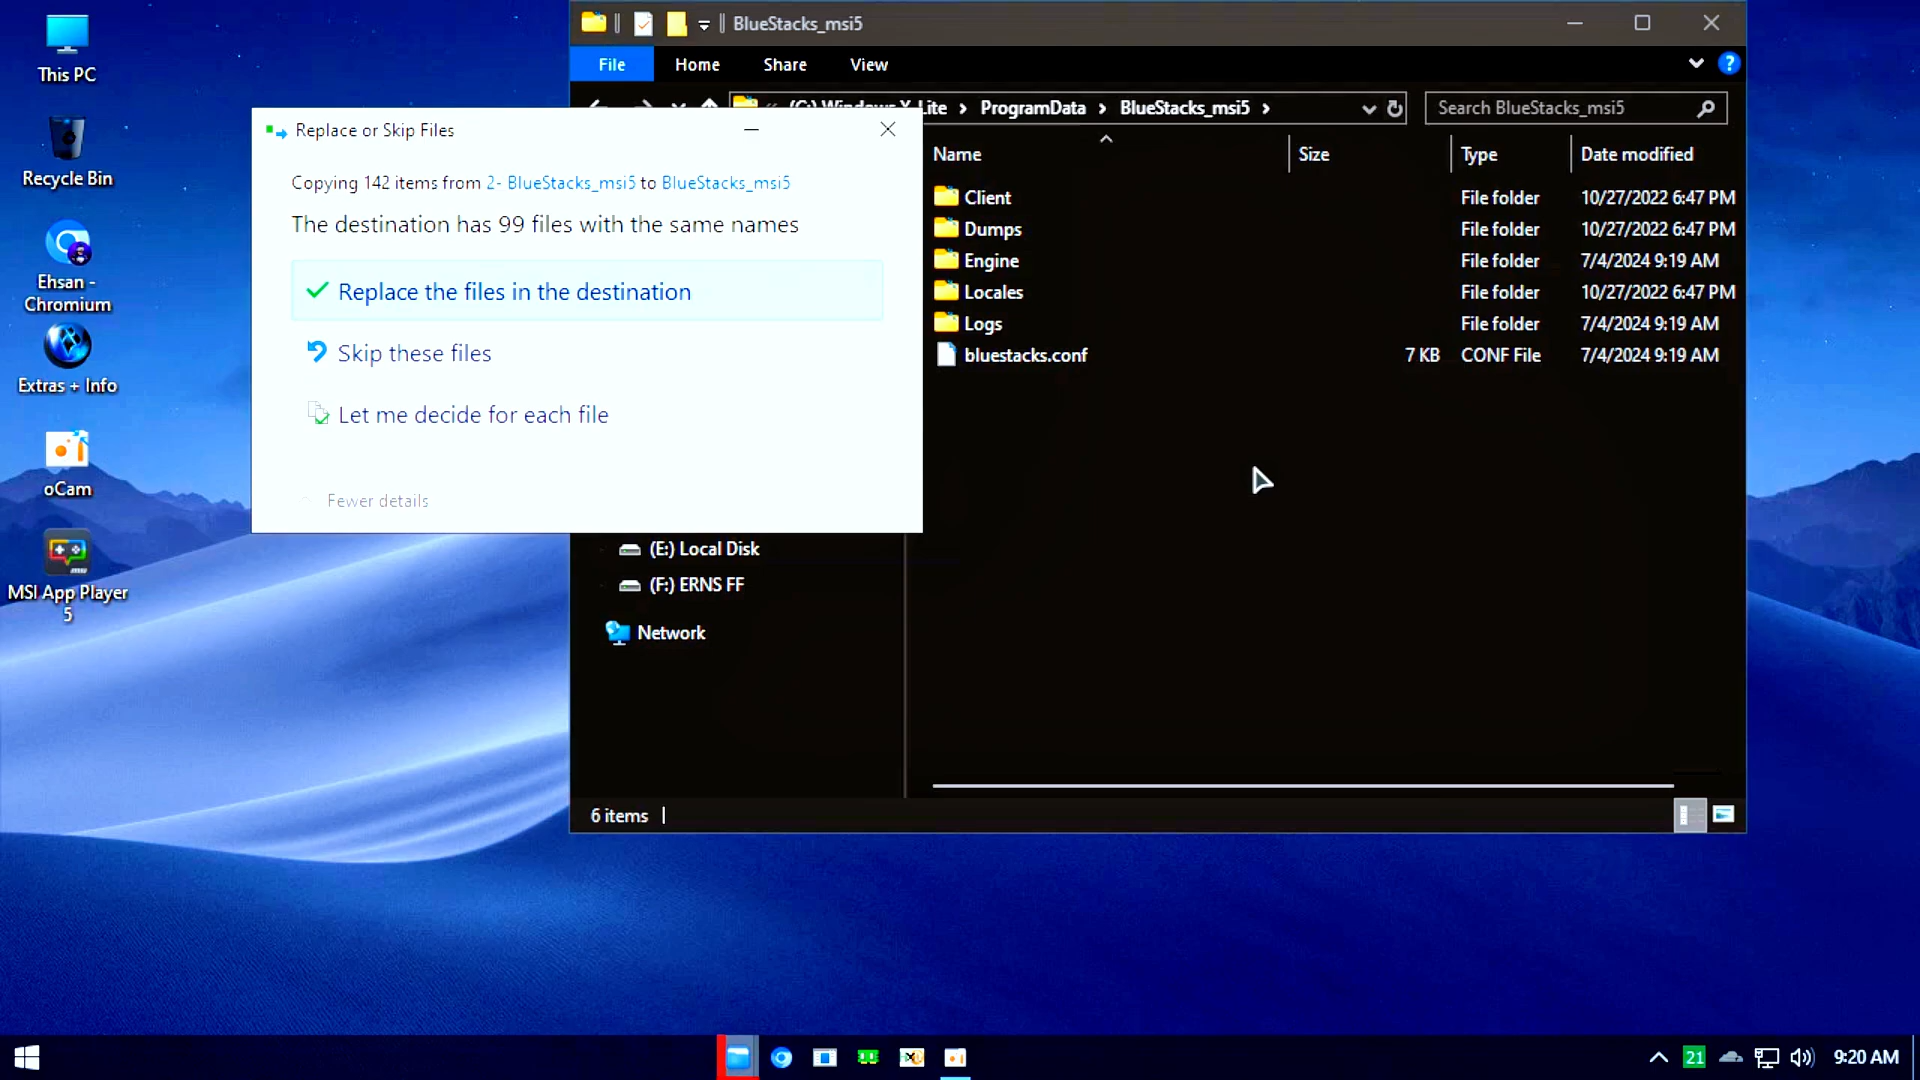 This PC
Recycle Bin
Ehsan -
Chromium
Extras + Info
oCam
MSI App Player
5
BlueStacks_msi5
File
Home
Share
View
(C:) Windows X-Lite › ProgramData › BlueStacks_msi5 ›
Search BlueStacks_msi5
Replace or Skip Files
Copying 142 items from 2- BlueStacks_msi5 to BlueStacks_msi5
The destination has 99 files with the same names
Replace the files in the destination
Skip these files
Let me decide for each file
Fewer details
Name Size Type Date modified
Client File folder 10/27/2022 6:47 PM
Dumps File folder 10/27/2022 6:47 PM
Engine File folder 7/4/2024 9:19 AM
Locales File folder 10/27/2022 6:47 PM
Logs File folder 7/4/2024 9:19 AM
bluestacks.conf 7 KB CONF File 7/4/2024 9:19 AM
(E:) Local Disk
(F:) ERNS FF
Network
6 items
21
9:20 AM